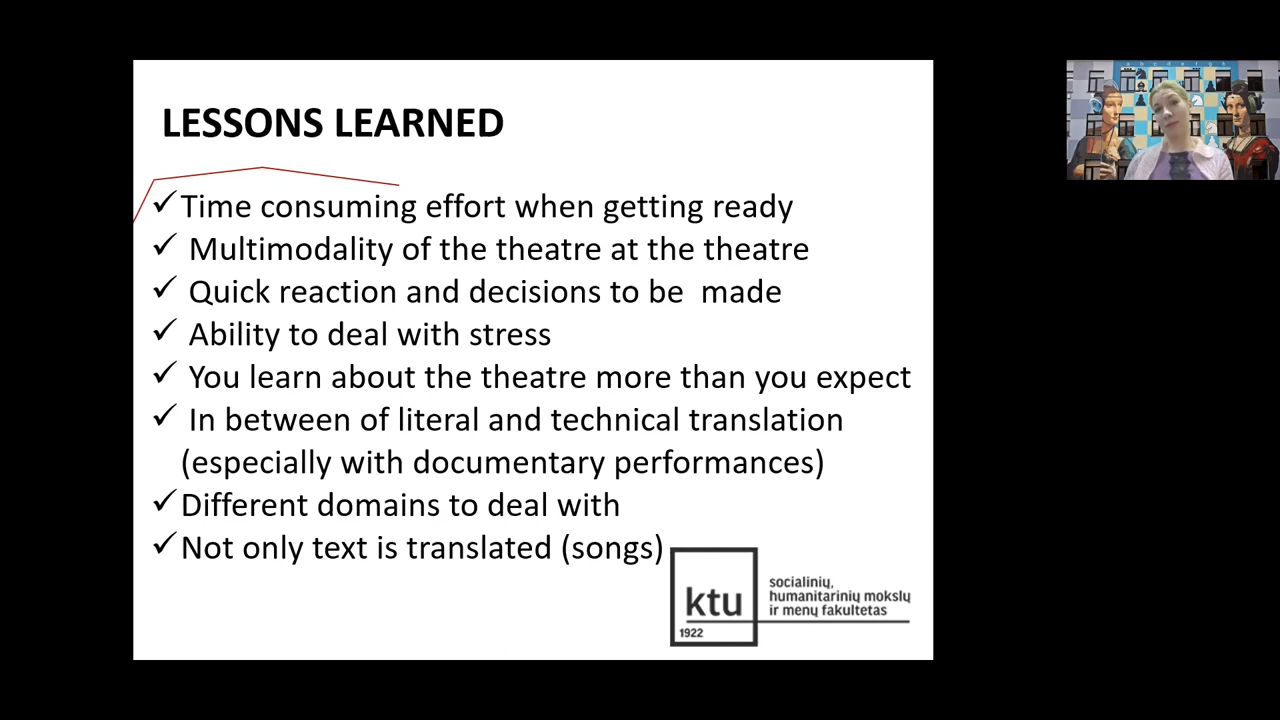 LESSONS LEARNED
✓Time consuming effort when getting ready
✓ Multimodality of the theatre at the theatre
✓ Quick reaction and decisions to be  made
✓ Ability to deal with stress
✓ You learn about the theatre more than you expect
✓ In between of literal and technical translation
(especially with documentary performances)
✓Different domains to deal with
✓Not only text is translated (songs)
ktu
1922
socialinių,
humanitarinių mokslų
ir menų fakultetas